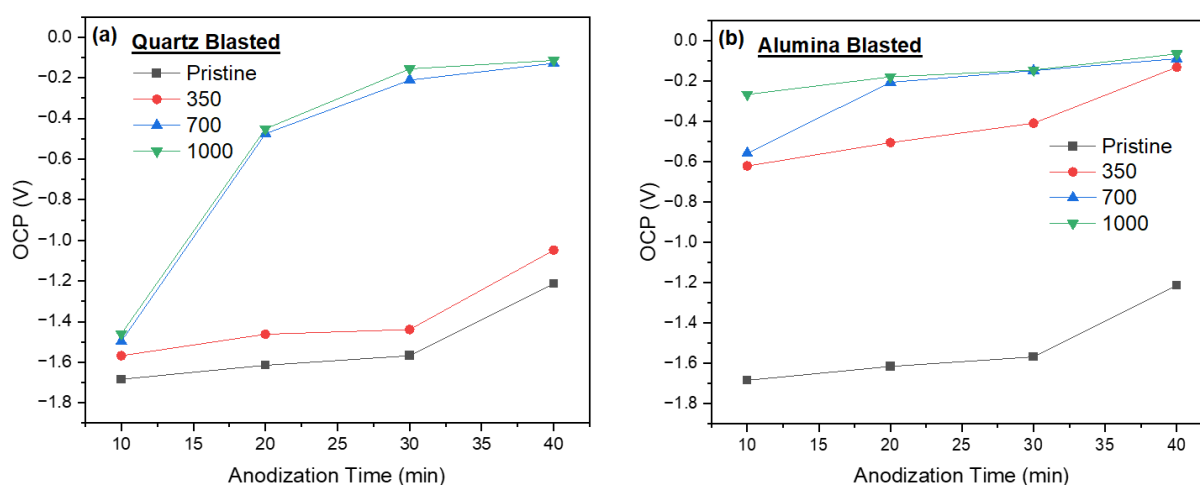 (a) Quartz Blasted
Pristine
350
700
1000
0.0
−0.2
−0.4
−0.6
−0.8
−1.0
−1.2
−1.4
−1.6
−1.8
OCP (V)
10 15 20 25 30 35 40
Anodization Time (min)
(b) Alumina Blasted
Pristine
350
700
1000
0.0
−0.2
−0.4
−0.6
−0.8
−1.0
−1.2
−1.4
−1.6
−1.8
OCP (V)
10 15 20 25 30 35 40
Anodization Time (min)